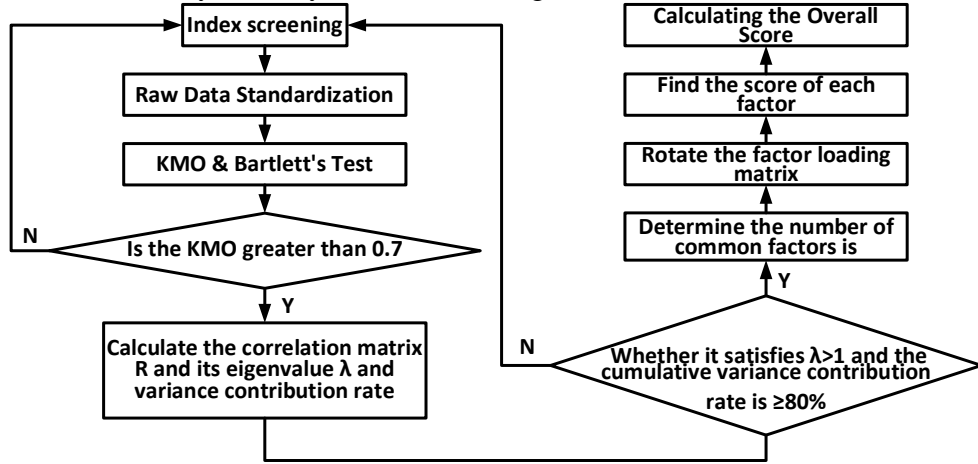 Index screening
Raw Data Standardization
KMO & Bartlett's Test
N
Is the KMO greater than 0.7
Y
Calculate the correlation matrix
R and its eigenvalue λ and
variance contribution rate
Calculating the Overall
Score
Find the score of each
factor
Rotate the factor loading
matrix
Determine the number of
common factors is
Y
N
Whether it satisfies λ>1 and the
cumulative variance contribution
rate is ≥80%